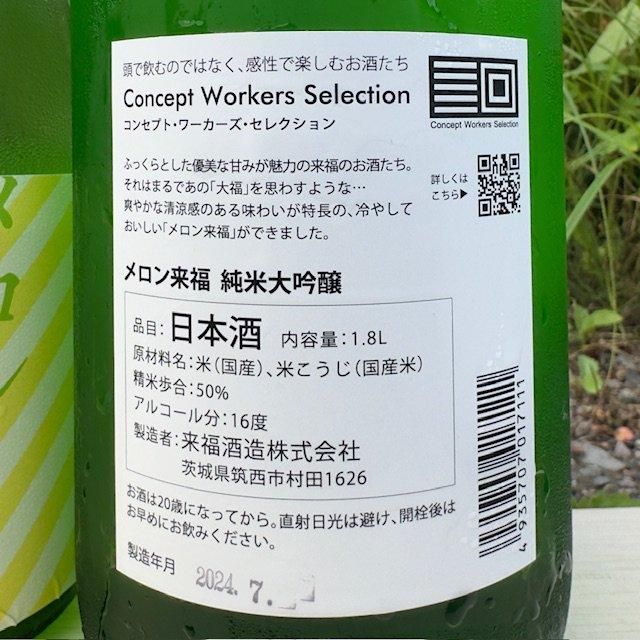 頭で飲むのではなく、感性で楽しむお酒たち
Concept Workers Selection
コンセプト・ワーカーズ・セレクション
Concept Workers Selection
ふっくらとした優美な甘みが魅力の来福のお酒たち。
それはまるであの「大福」を思わすような…
爽やかな清涼感のある味わいが特長の、冷やして
おいしい「メロン来福」ができました。
詳しくは
こちら▶
メロン来福 純米大吟醸
品目:日本酒 内容量:1.8L
原材料名:米(国産)、米こうじ(国産米)
精米歩合:50%
アルコール分:16度
製造者:来福酒造株式会社
茨城県筑西市村田1626
お酒は20歳になってから。直射日光は避け、開栓後は
お早めにお飲みください。
製造年月 2024.7.
4935707017111
メロン